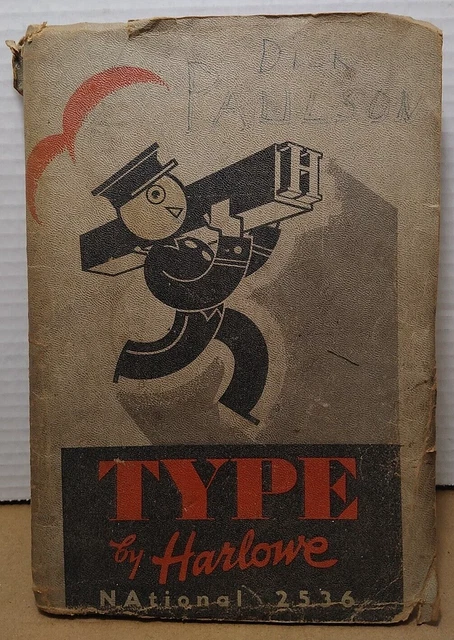 DICK
PAULSON
H
TYPE
by Harlowe
NAtional 2536